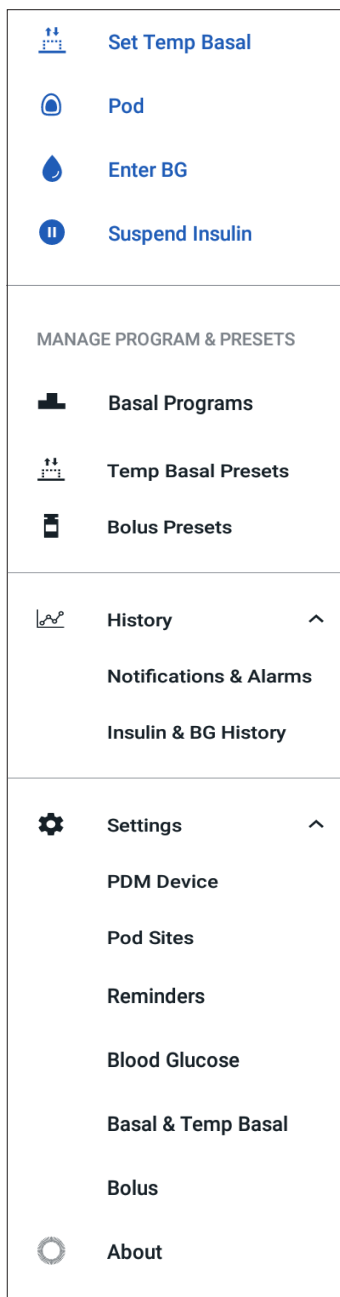 Set Temp Basal
Pod
Enter BG
Suspend Insulin
MANAGE PROGRAM & PRESETS
Basal Programs
Temp Basal Presets
Bolus Presets
History
Notifications & Alarms
Insulin & BG History
Settings
PDM Device
Pod Sites
Reminders
Blood Glucose
Basal & Temp Basal
Bolus
About